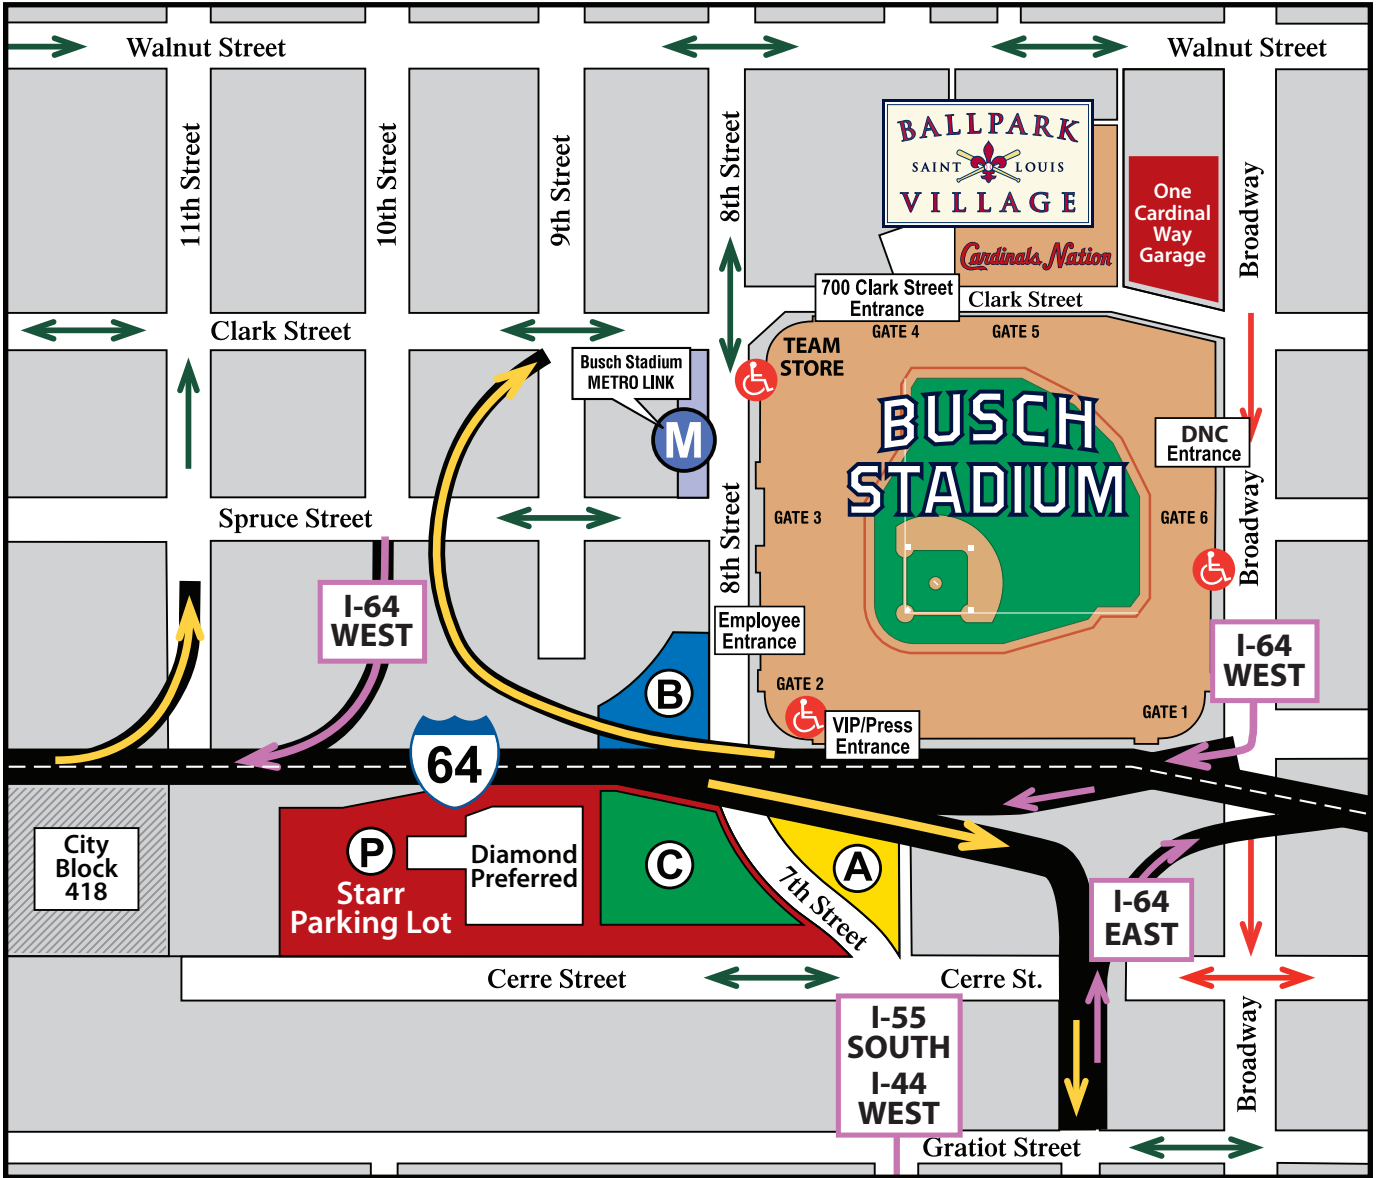 Walnut Street
Walnut Street
11th Street
10th Street
9th Street
8th Street
BALLPARK
SAINT LOUIS
VILLAGE
Cardinals Nation
One
Cardinal
Way
Garage
Broadway
700 Clark Street
Entrance
Clark Street
Clark Street
GATE 4
GATE 5
TEAM
STORE
Busch Stadium
METRO LINK
M
BUSCH
STADIUM
DNC
Entrance
Spruce Street
8th Street
GATE 3
GATE 6
Broadway
I-64
WEST
Employee
Entrance
I-64
WEST
B
GATE 2
VIP/Press
Entrance
GATE 1
64
City
Block
418
P
Starr
Parking Lot
Diamond
Preferred
C
7th Street
A
I-64
EAST
Cerre Street
Cerre St.
I-55
SOUTH
I-44
WEST
Broadway
Gratiot Street